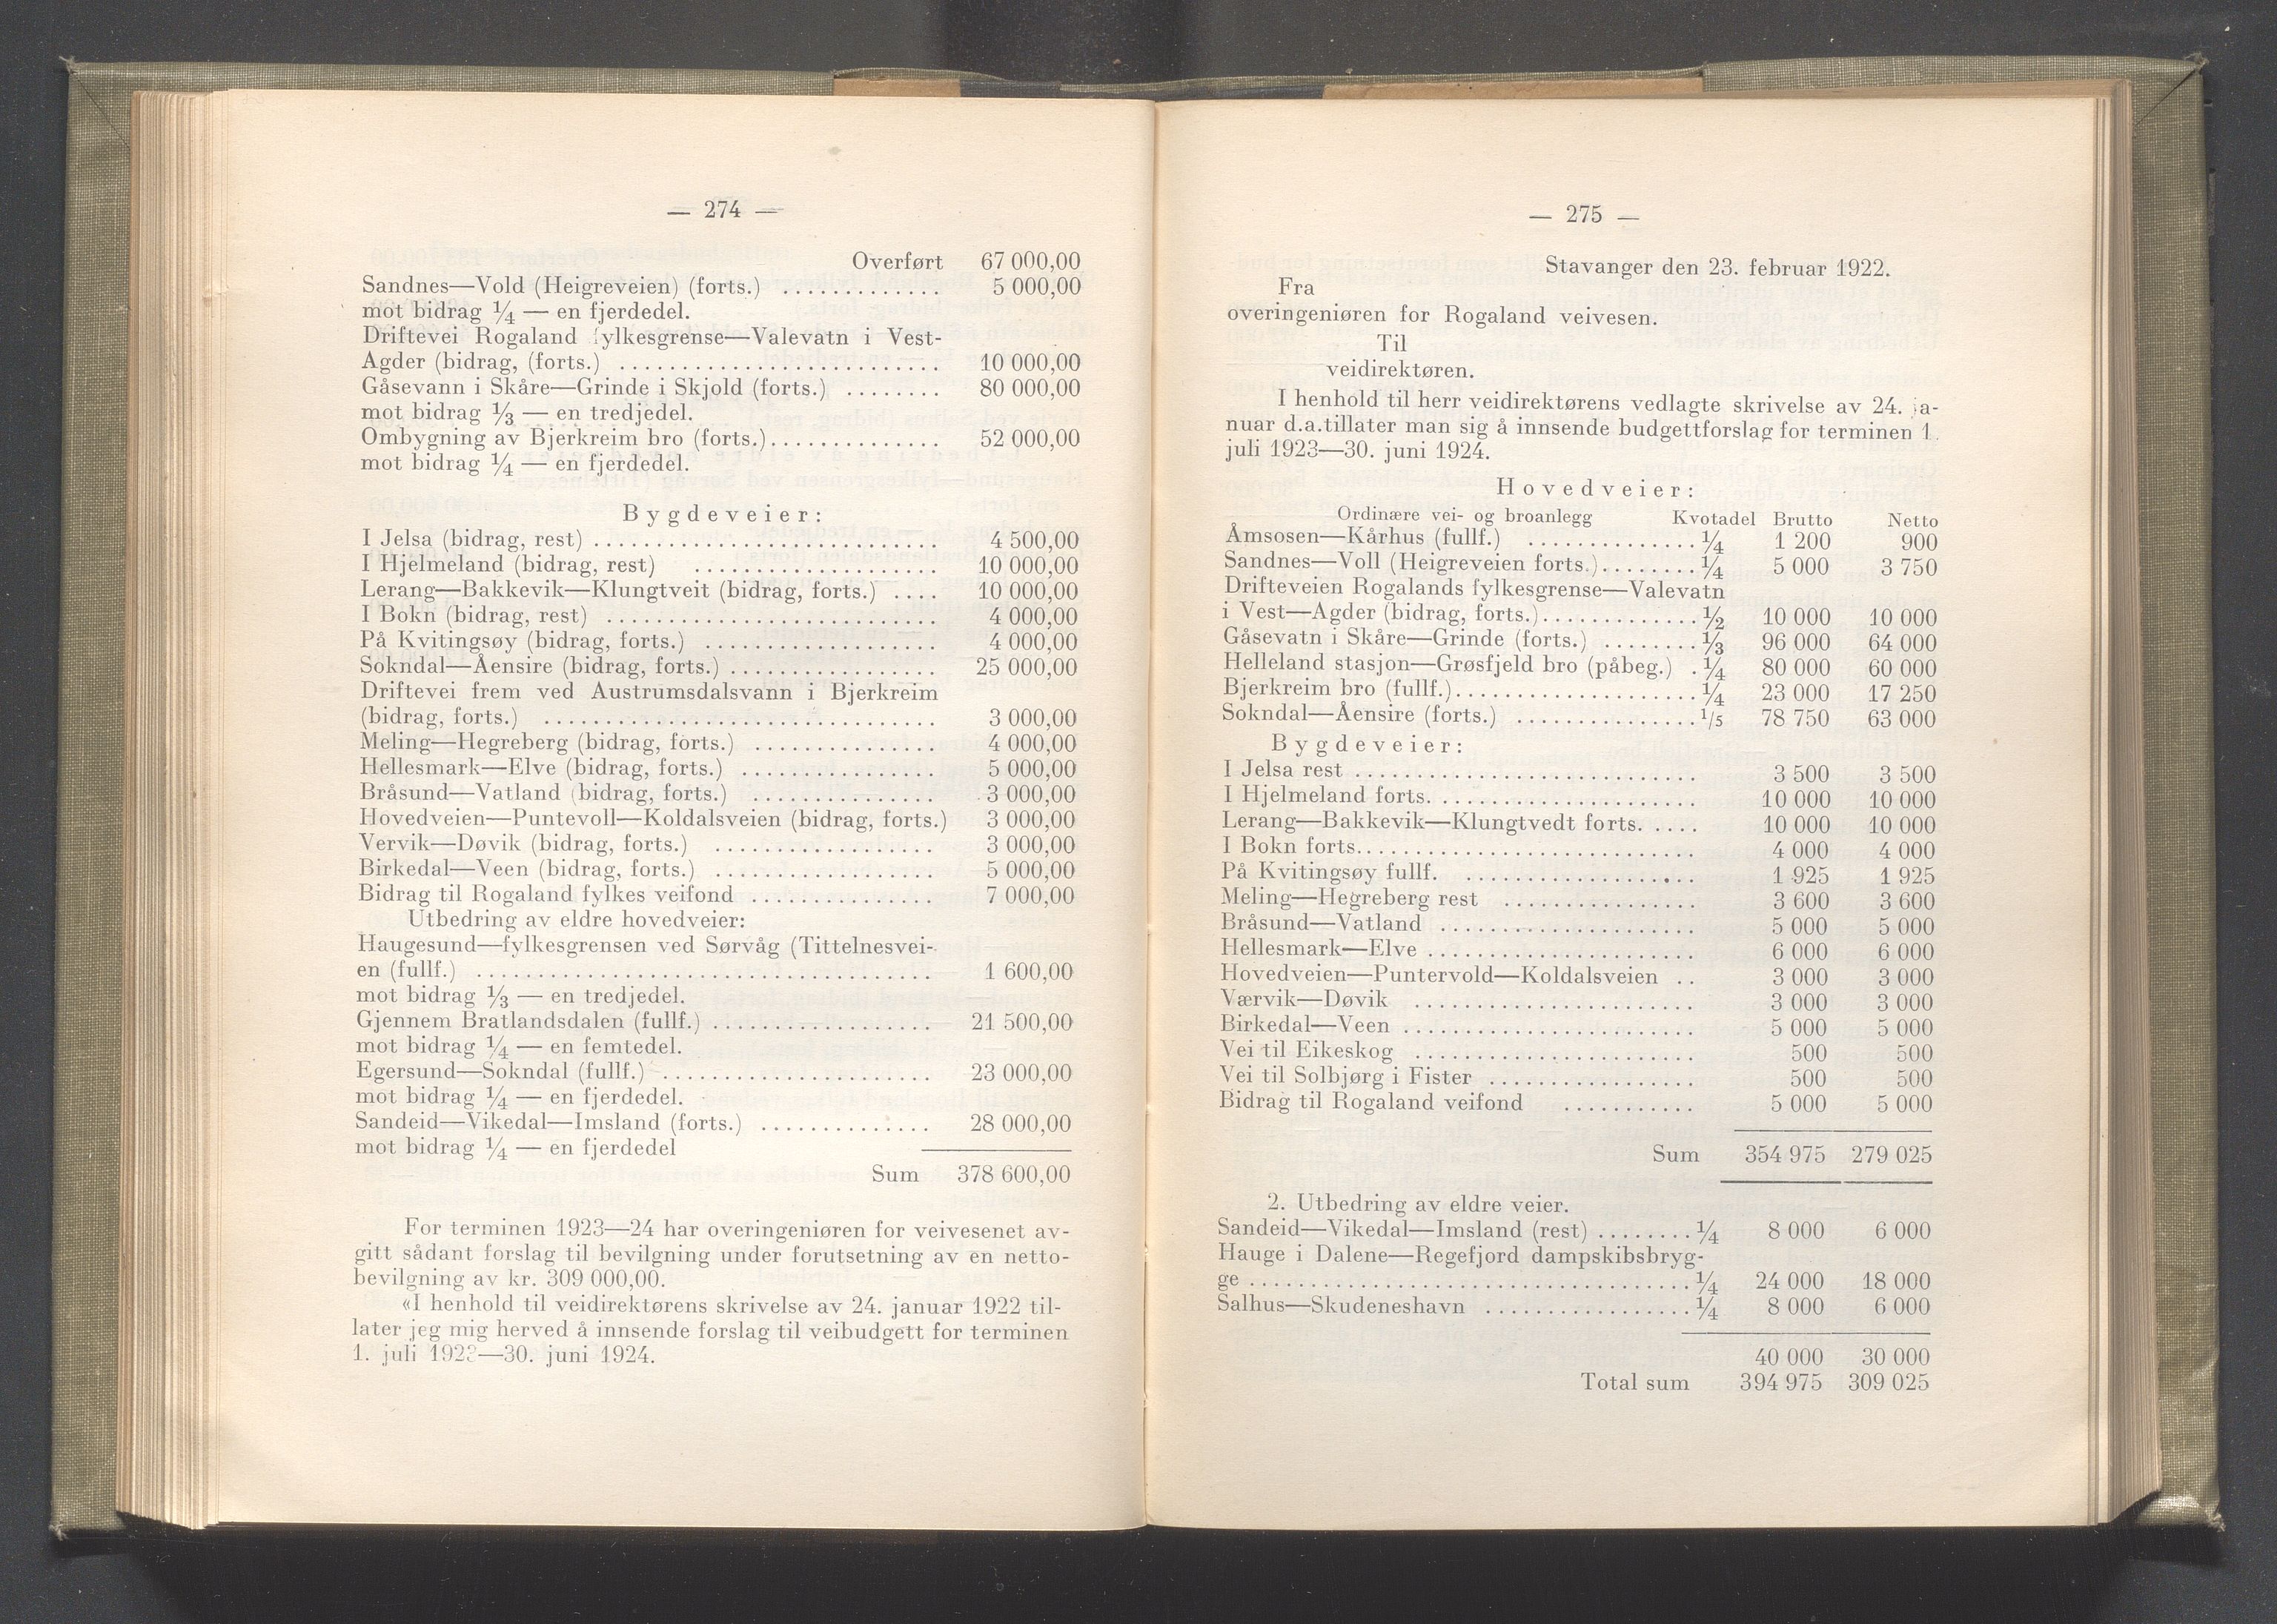 — 274 —
Overført 67 000,00
Sandnes—Vold (Heigreveien) (forts.) ............. 5 000,00
mot bidrag ¼ — en fjerdedel.
Driftevei Rogaland fylkesgrense—Valevatn i Vest-
Agder (bidrag, (forts.) .......................... 10 000,00
Gåsevann i Skåre—Grinde i Skjold (forts.) ........ 80 000,00
mot bidrag ⅓ — en tredjedel.
Ombygning av Bjerkreim bro (forts.).............. 52 000,00
mot bidrag ¼ — en fjerdedel.
Bygdeveier:
I Jelsa (bidrag, rest) ............................ 4 500,00
I Hjelmeland (bidrag, rest) .................... 10 000,00
Lerang—Bakkevik—Klungtveit (bidrag, forts.) .... 10 000,00
I Bokn (bidrag, rest) ........................... 4 000,00
På Kvitingsøy (bidrag, forts.) ................... 4 000,00
Sokndal—Åensire (bidrag, forts.) ................. 25 000,00
Driftevei frem ved Austrumsdalsvann i Bjerkreim
(bidrag, forts.) ................................ 3 000,00
Meling—Hegreberg (bidrag, forts.) ............... 4 000,00
Hellesmark—Elve (bidrag, forts.) ................ 5 000,00
Bråsund—Vatland (bidrag, forts.) ............... 3 000,00
Hovedveien—Puntevoll—Koldalsveien (bidrag, forts.) 3 000,00
Vervik—Døvik (bidrag, forts.) .................. 3 000,00
Birkedal—Veen (bidrag, forts.) .................. 5 000,00
Bidrag til Rogaland fylkes veifond ............... 7 000,00
Utbedring av eldre hovedveier:
Haugesund—fylkesgrensen ved Sørvåg (Tittelnesvei-
en (fullf.) ..................................... 1 600,00
mot bidrag ⅓ — en tredjedel.
Gjennem Bratlandsdalen (fullf.) .................. 21 500,00
mot bidrag ¼ — en femtedel.
Egersund—Sokndal (fullf.) ...................... 23 000,00
mot bidrag ¼ — en fjerdedel.
Sandeid—Vikedal—Imsland (forts.) .............. 28 000,00
mot bidrag ¼ — en fjerdedel
Sum 378 600,00
For terminen 1923—24 har overingeniøren for veivesenet av-
gitt sådant forslag til bevilgning under forutsetning av en netto-
bevilgning av kr. 309 000,00.
«I henhold til veidirektørens skrivelse av 24. januar 1922 til-
later jeg mig herved å innsende forslag til veibudgett for terminen
1. juli 1923—30. juni 1924.
— 275 —
Stavanger den 23. februar 1922.
Fra
overingeniøren for Rogaland veivesen.
Til
veidirektøren.
I henhold til herr veidirektørens vedlagte skrivelse av 24. ja-
nuar d.a.tillater man sig å innsende budgettforslag for terminen 1.
juli 1923—30. juni 1924.
Hovedveier:
Ordinære vei- og broanlegg Kvotadel Brutto Netto
Åmsosen—Kårhus (fullf.) .............. ¼ 1 200 900
Sandnes—Voll (Heigreveien forts.)........ ¼ 5 000 3 750
Drifteveien Rogalands fylkesgrense—Valevatn
i Vest—Agder (bidrag, forts.)............. ½ 10 000 10 000
Gåsevatn i Skåre—Grinde (forts.) ........ ⅓ 96 000 64 000
Helleland stasjon—Grøsfjeld bro (påbeg.) . ¼ 80 000 60 000
Bjerkreim bro (fullf.).................... ¼ 23 000 17 250
Sokndal—Åensire (forts.) ............... 1/5 78 750 63 000
Bygdeveier:
I Jelsa rest ............................ 3 500 3 500
I Hjelmeland forts. ..................... 10 000 10 000
Lerang—Bakkevik—Klungtvedt forts. ..... 10 000 10 000
I Bokn forts............................ 4 000 4 000
På Kvitingsøy fullf. ................... 1 925 1 925
Meling—Hegreberg rest ................ 3 600 3 600
Bråsund—Vatland ..................... 5 000 5 000
Hellesmark—Elve ...................... 6 000 6 000
Hovedveien—Puntervold—Koldalsveien .. 3 000 3 000
Værvik—Døvik ....................... 3 000 3 000
Birkedal—Veen ........................ 5 000 5 000
Vei til Eikeskog ....................... 500 500
Vei til Solbjørg i Fister ................. 500 500
Bidrag til Rogaland veifond ........... 5 000 5 000
Sum 354 975 279 025
2. Utbedring av eldre veier.
Sandeid—Vikedal—Imsland (rest) ........ ¼ 8 000 6 000
Hauge i Dalene—Regefjord dampskibsbryg-
ge .................................... ¼ 24 000 18 000
Salhus—Skudeneshavn ................. ¼ 8 000 6 000
40 000 30 000
Total sum 394 975 309 025